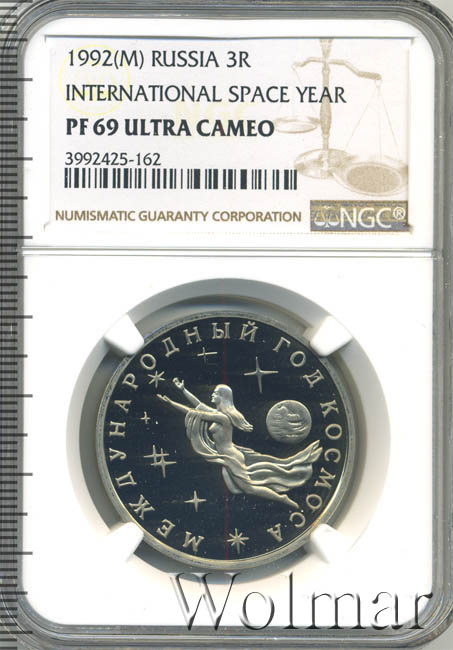 1992(M) RUSSIA 3R
INTERNATIONAL SPACE YEAR
PF 69 ULTRA CAMEO
3992425-162
NUMISMATIC GUARANTY CORPORATION NGC®
МЕЖДУНАРОДНЫЙ ГОД КОСМОСА
Wolmar